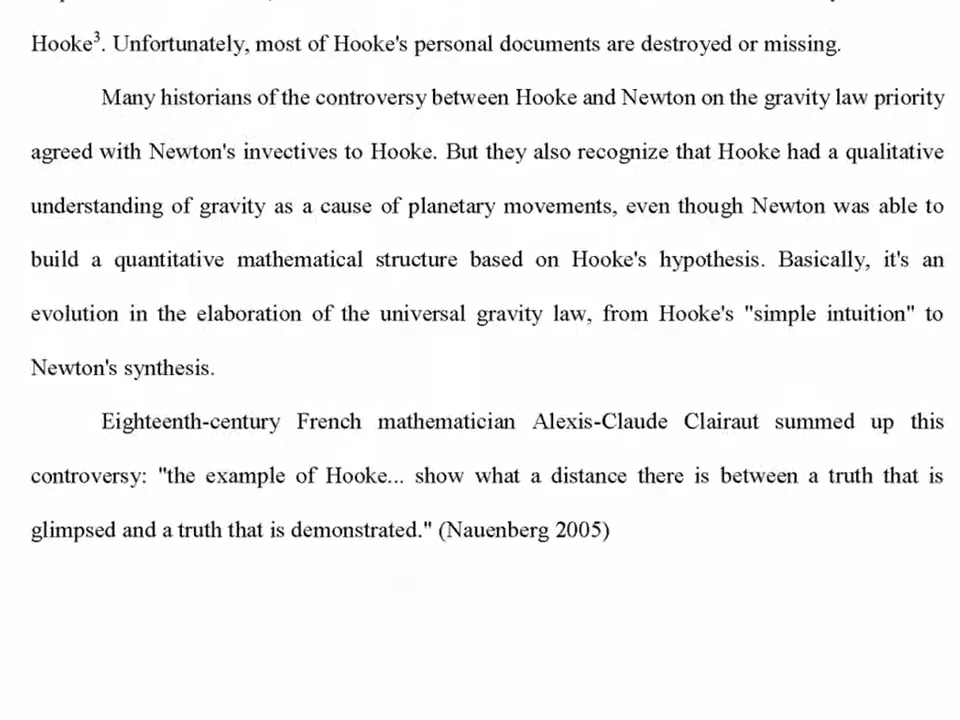 Hooke³. Unfortunately, most of Hooke's personal documents are destroyed or missing.
Many historians of the controversy between Hooke and Newton on the gravity law priority
agreed with Newton's invectives to Hooke. But they also recognize that Hooke had a qualitative
understanding of gravity as a cause of planetary movements, even though Newton was able to
build a quantitative mathematical structure based on Hooke's hypothesis. Basically, it's an
evolution in the elaboration of the universal gravity law, from Hooke's "simple intuition" to
Newton's synthesis.
Eighteenth-century French mathematician Alexis-Claude Clairaut summed up this
controversy: "the example of Hooke... show what a distance there is between a truth that is
glimpsed and a truth that is demonstrated." (Nauenberg 2005)